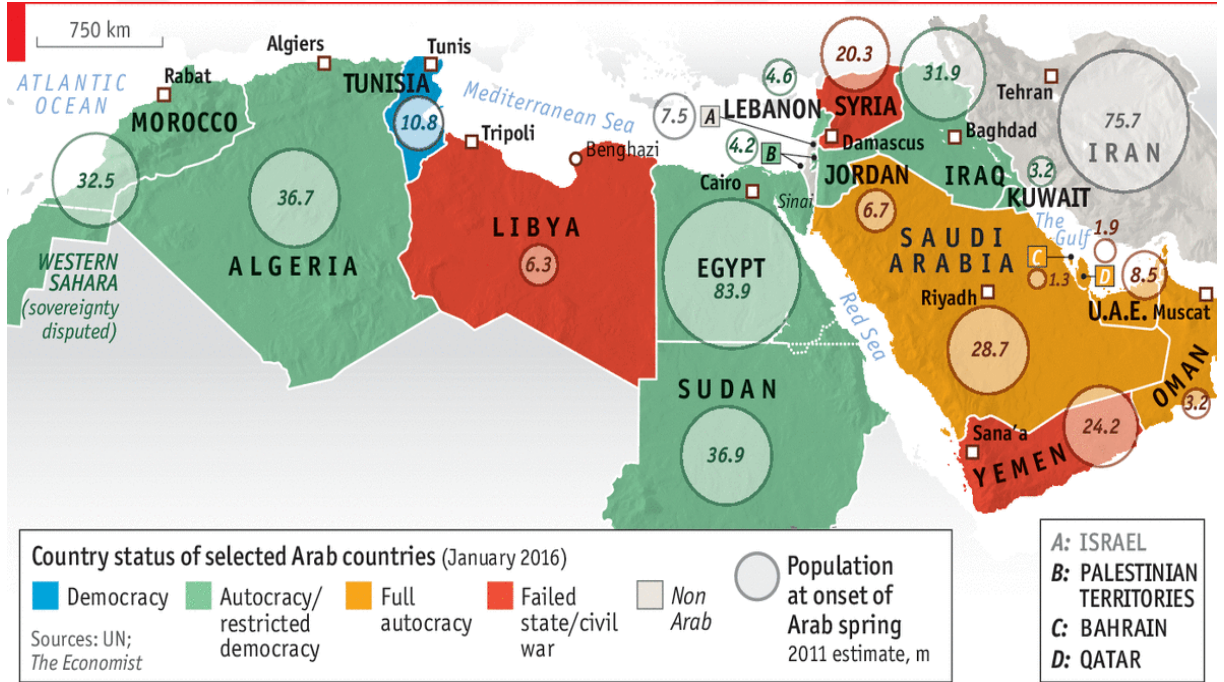 750 km
ATLANTIC
OCEAN
Rabat
MOROCCO
32.5
WESTERN
SAHARA
(sovereignty
disputed)
Algiers
36.7
ALGERIA
Tunis
TUNISIA
10.8
Mediterranean Sea
Tripoli
Benghazi
LIBYA
6.3
7.5
A
4.6
LEBANON
20.3
SYRIA
Damascus
4.2
B
Cairo
Sinai
EGYPT
83.9
SUDAN
36.9
Red Sea
JORDAN
6.7
31.9
Baghdad
IRAQ
3.2
KUWAIT
Tehran
75.7
IRAN
The
Gulf
SAUDI
ARABIA
Riyadh
28.7
C
1.3
1.9
D
8.5
U.A.E.
Muscat
OMAN
3.2
Sana'a
YEMEN
24.2
Country status of selected Arab countries (January 2016)
Democracy
Autocracy/
restricted
democracy
Full
autocracy
Failed
state/civil
war
Non
Arab
Population
at onset of
Arab spring
2011 estimate, m
Sources: UN;
The Economist
A: ISRAEL
B: PALESTINIAN
TERRITORIES
C: BAHRAIN
D: QATAR